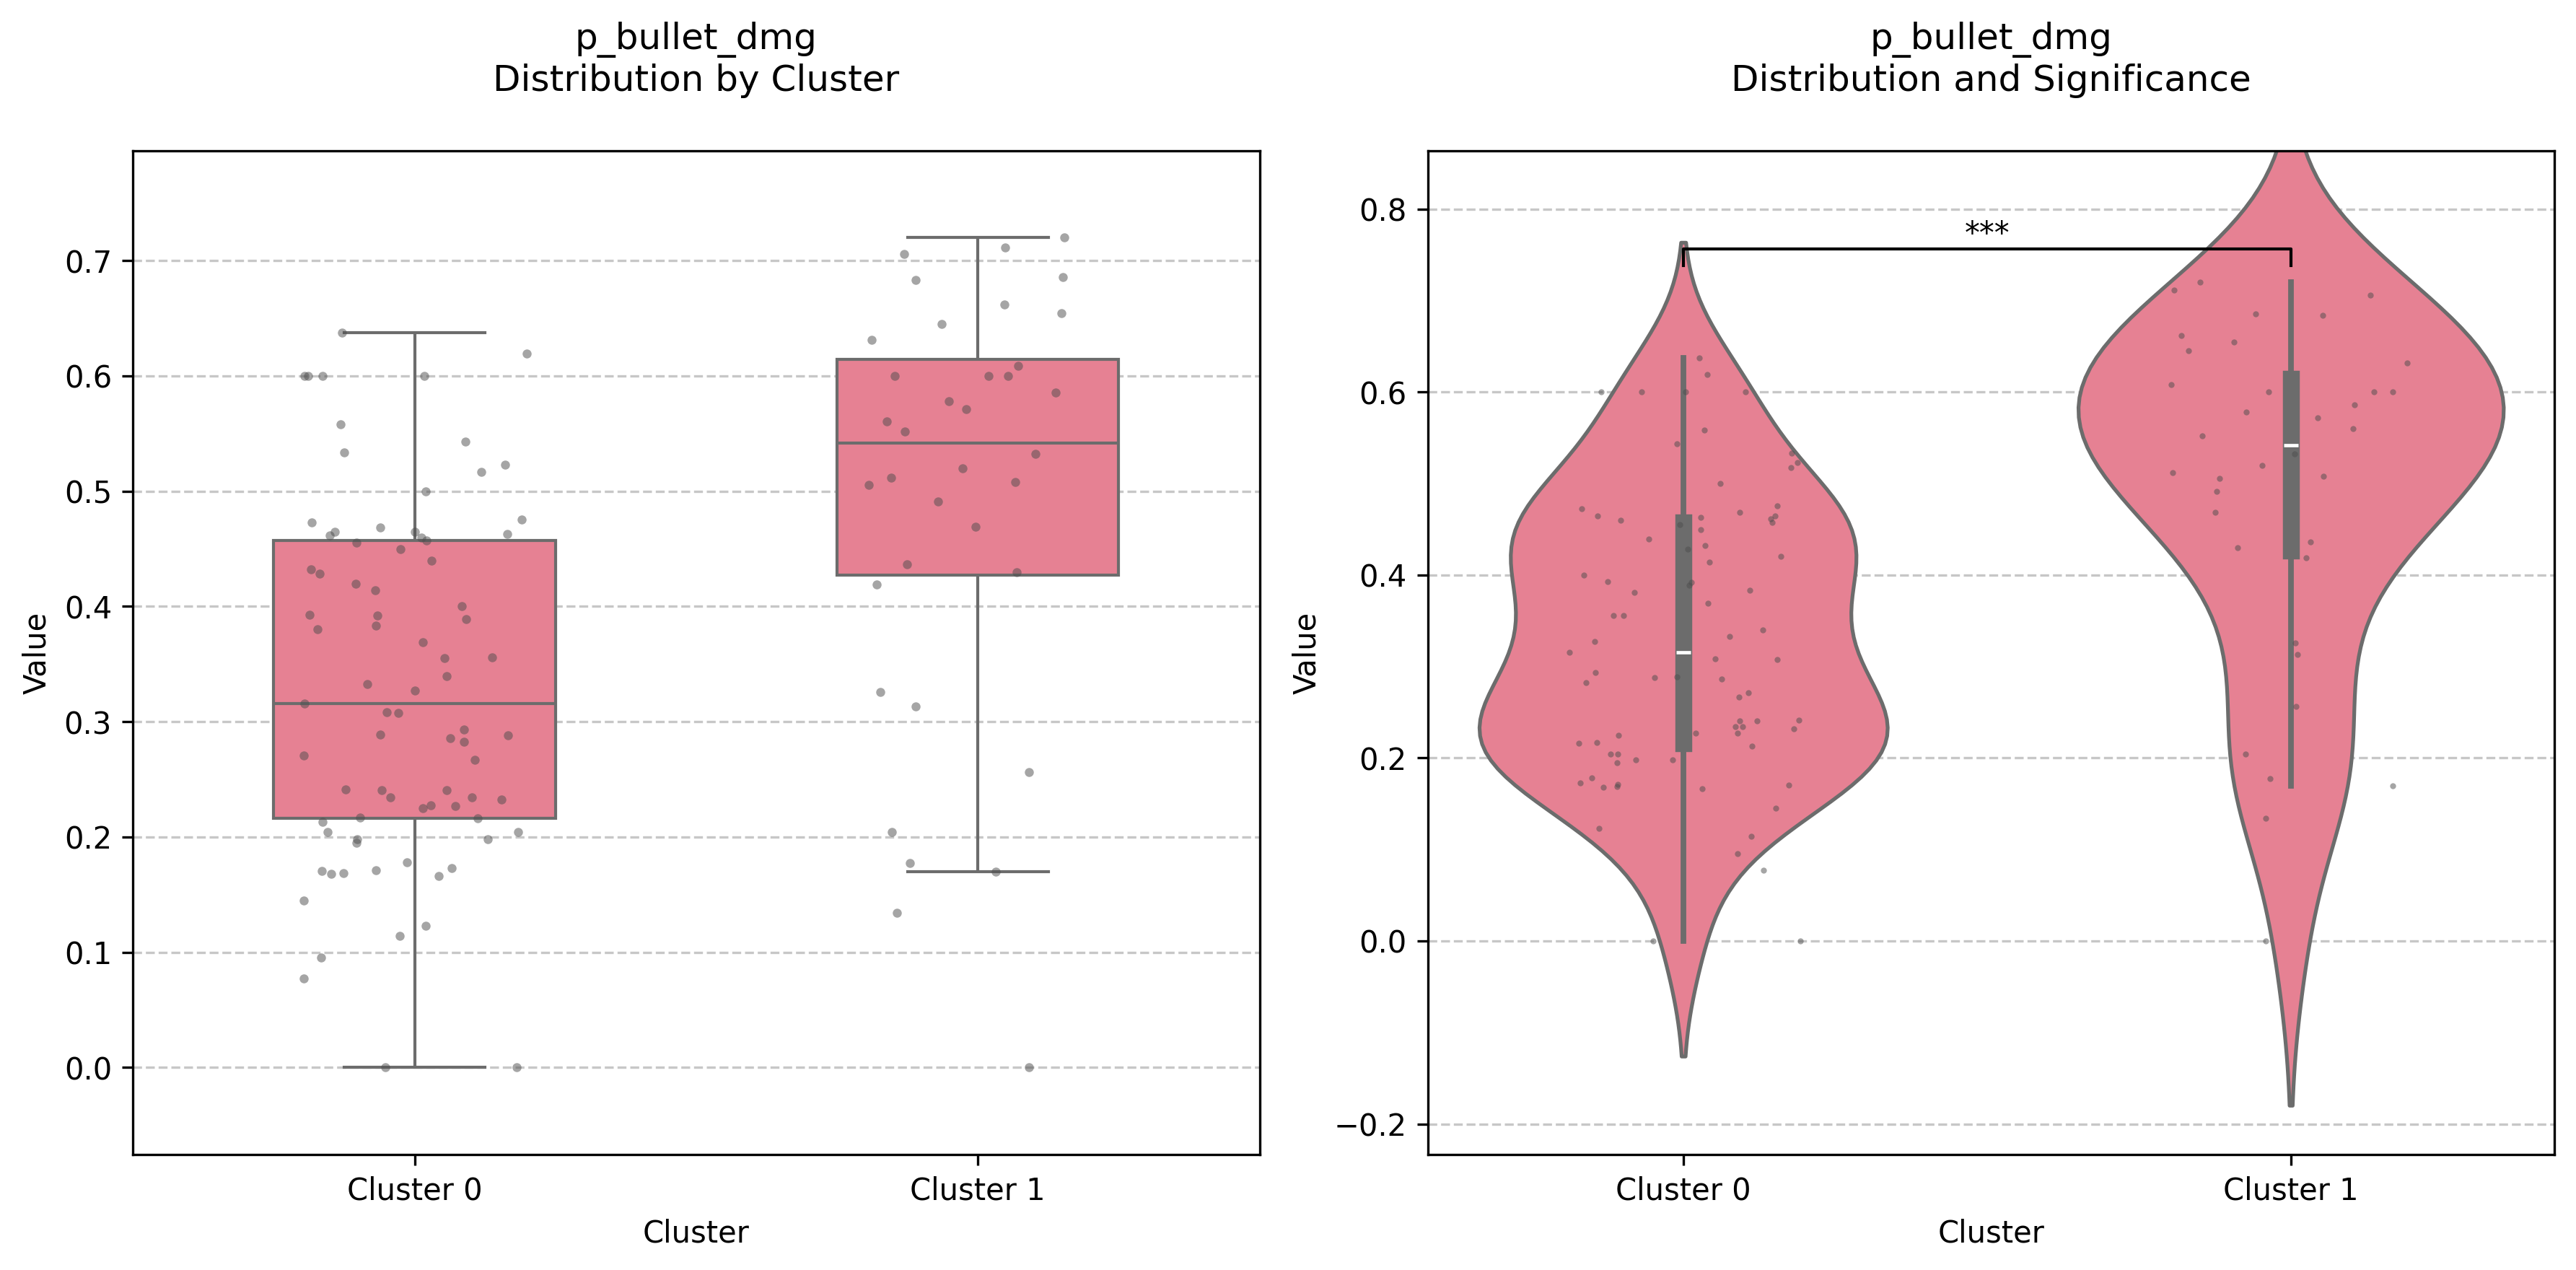 p_bullet_dmg
Distribution by Cluster
Value
0.7
0.6
0.5
0.4
0.3
0.2
0.1
0.0
Cluster 0
Cluster 1
Cluster
p_bullet_dmg
Distribution and Significance
Value
0.8
0.6
0.4
0.2
0.0
−0.2
***
Cluster 0
Cluster 1
Cluster